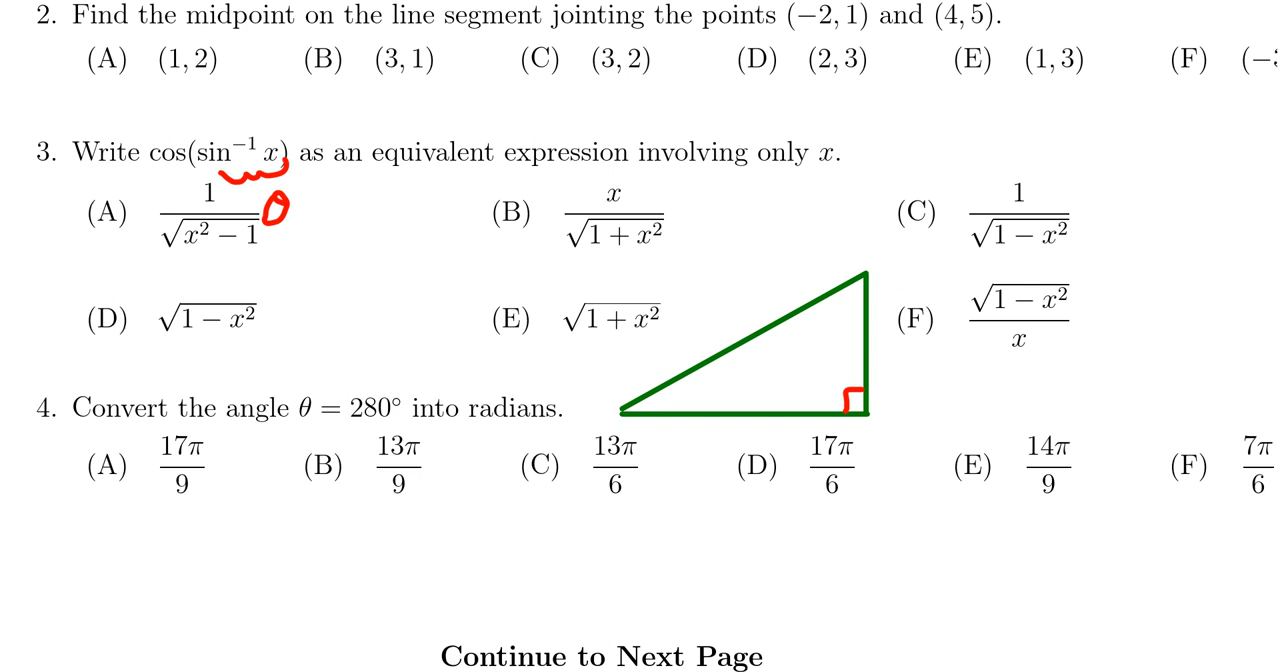 2. Find the midpoint on the line segment jointing the points (−2, 1) and (4, 5).
(A) (1, 2) (B) (3, 1) (C) (3, 2) (D) (2, 3) (E) (1, 3) (F) (−
3. Write cos(sin⁻¹ x) as an equivalent expression involving only x.
(A) 1/√(x² − 1) θ (B) x/√(1 + x²) (C) 1/√(1 − x²)
(D) √(1 − x²) (E) √(1 + x²) (F) √(1 − x²)/x
4. Convert the angle θ = 280° into radians.
(A) 17π/9 (B) 13π/9 (C) 13π/6 (D) 17π/6 (E) 14π/9 (F) 7π/6
Continue to Next Page